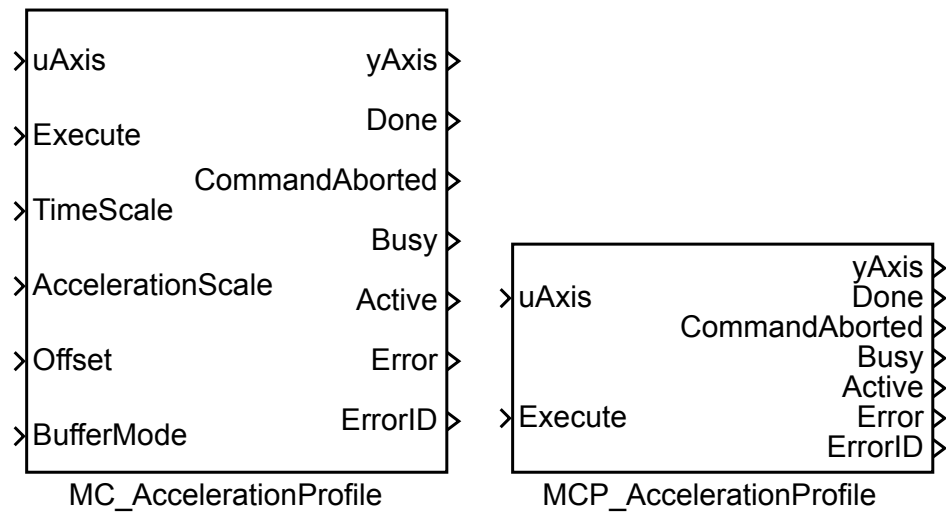 uAxis
Execute
TimeScale
AccelerationScale
Offset
BufferMode
yAxis
Done
CommandAborted
Busy
Active
Error
ErrorID
MC_AccelerationProfile
uAxis
Execute
yAxis
Done
CommandAborted
Busy
Active
Error
ErrorID
MCP_AccelerationProfile